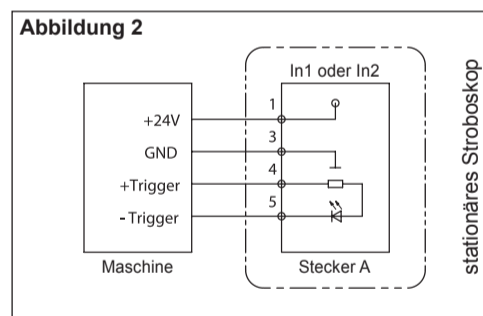 Abbildung 2
In1 oder In2
1
+24V
3
GND
4
+Trigger
5
- Trigger
Maschine
Stecker A
stationäres Stroboskop